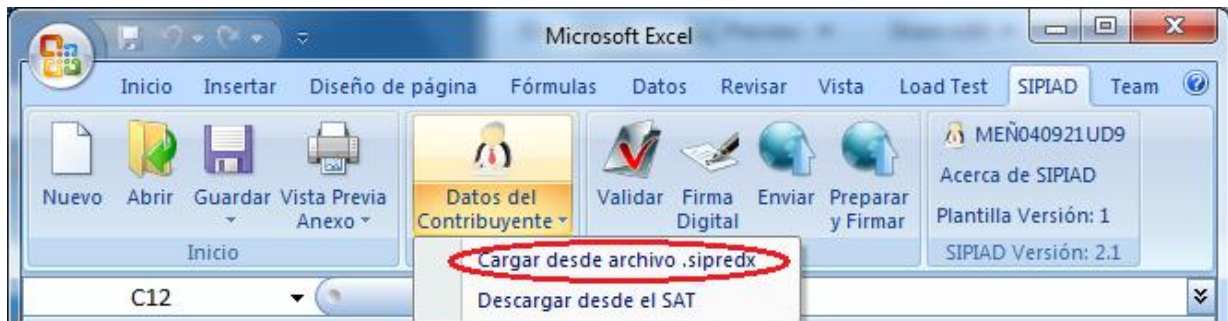 Microsoft Excel
Inicio Insertar Diseño de página Fórmulas Datos Revisar Vista Load Test SIPIAD Team
Nuevo
Abrir
Guardar
Vista Previa
Anexo
Datos del
Contribuyente
Validar
Firma
Digital
Enviar
Preparar
y Firmar
MEÑ040921UD9
Acerca de SIPIAD
Plantilla Versión: 1
Inicio
SIPIAD Versión: 2.1
Cargar desde archivo .sipredx
Descargar desde el SAT
C12